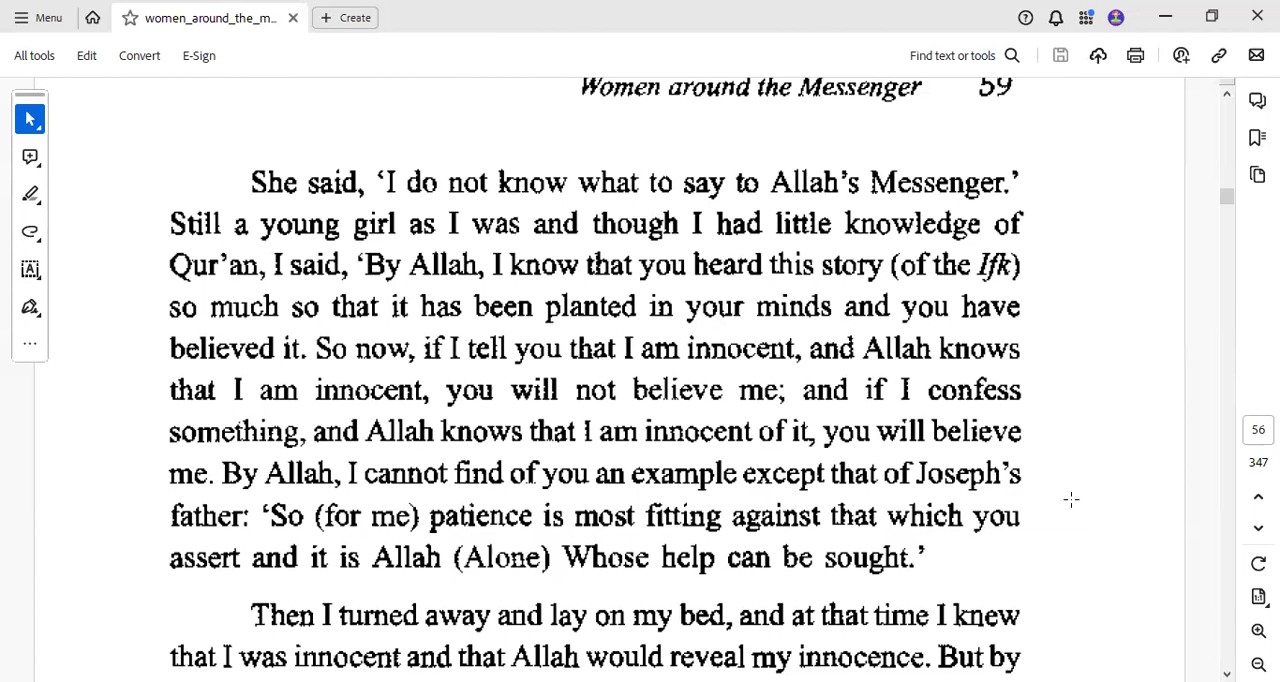 Menu
women_around_the_m...
Create
All tools
Edit
Convert
E-Sign
Find text or tools
Women around the Messenger 59
She said, ‘I do not know what to say to Allah’s Messenger.’
Still a young girl as I was and though I had little knowledge of
Qur’an, I said, ‘By Allah, I know that you heard this story (of the Ifk)
so much so that it has been planted in your minds and you have
believed it. So now, if I tell you that I am innocent, and Allah knows
that I am innocent, you will not believe me; and if I confess
something, and Allah knows that I am innocent of it, you will believe
me. By Allah, I cannot find of you an example except that of Joseph’s
father: ‘So (for me) patience is most fitting against that which you
assert and it is Allah (Alone) Whose help can be sought.’
Then I turned away and lay on my bed, and at that time I knew
that I was innocent and that Allah would reveal my innocence. But by
56
347